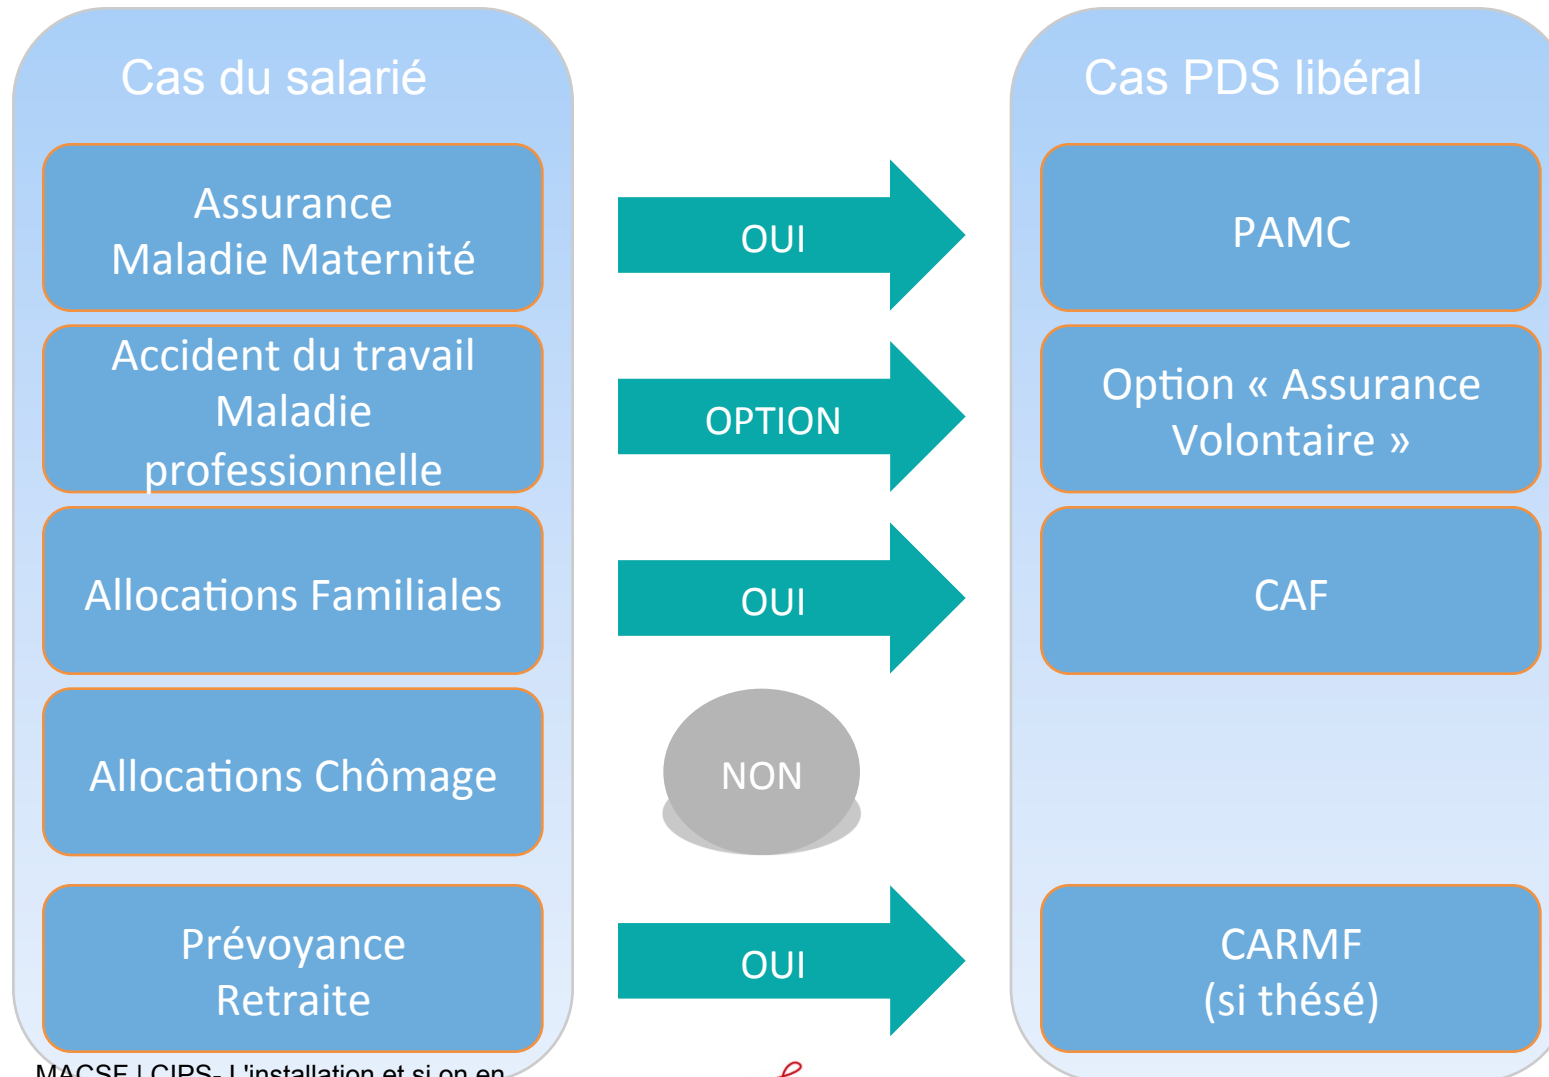 Cas du salarié
Cas PDS libéral
Assurance
Maladie Maternité
OUI
PAMC
Accident du travail
Maladie
professionnelle
OPTION
Option « Assurance
Volontaire »
Allocations Familiales
OUI
CAF
Allocations Chômage
NON
Prévoyance
Retraite
OUI
CARMF
(si thésé)
MACSF | CIPS- L'installation et si on en